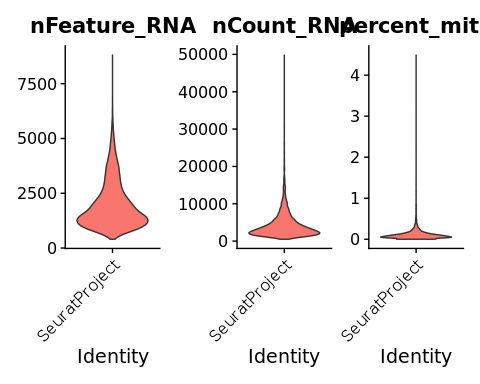 nFeature_RNA
nCount_RNA
percent_mit
7500
5000
2500
0
SeuratProject
Identity
50000
40000
30000
20000
10000
0
SeuratProject
Identity
4
3
2
1
0
SeuratProject
Identity